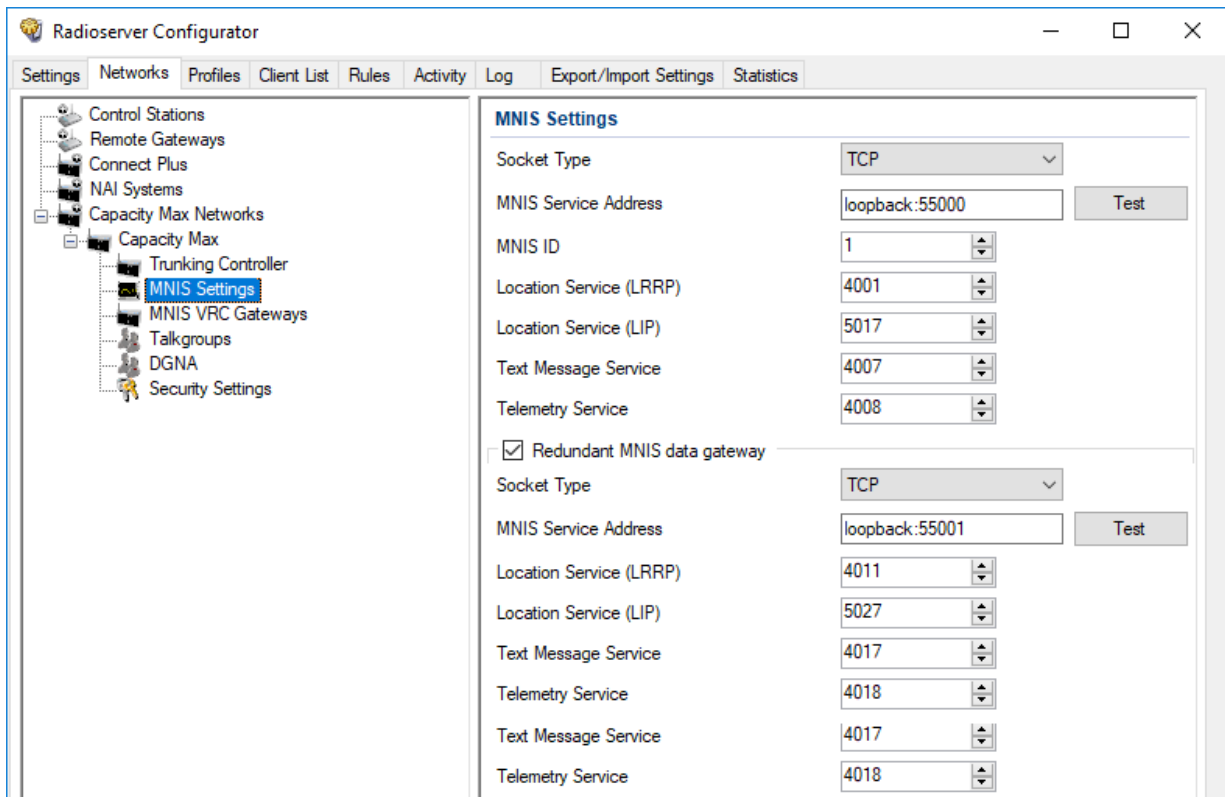 Radioserver Configurator
Settings Networks Profiles Client List Rules Activity Log Export/Import Settings Statistics
Control Stations
Remote Gateways
Connect Plus
NAI Systems
Capacity Max Networks
Capacity Max
Trunking Controller
MNIS Settings
MNIS VRC Gateways
Talkgroups
DGNA
Security Settings
MNIS Settings
Socket Type TCP
MNIS Service Address loopback:55000 Test
MNIS ID 1
Location Service (LRRP) 4001
Location Service (LIP) 5017
Text Message Service 4007
Telemetry Service 4008
Redundant MNIS data gateway
Socket Type TCP
MNIS Service Address loopback:55001 Test
Location Service (LRRP) 4011
Location Service (LIP) 5027
Text Message Service 4017
Telemetry Service 4018
Text Message Service 4017
Telemetry Service 4018